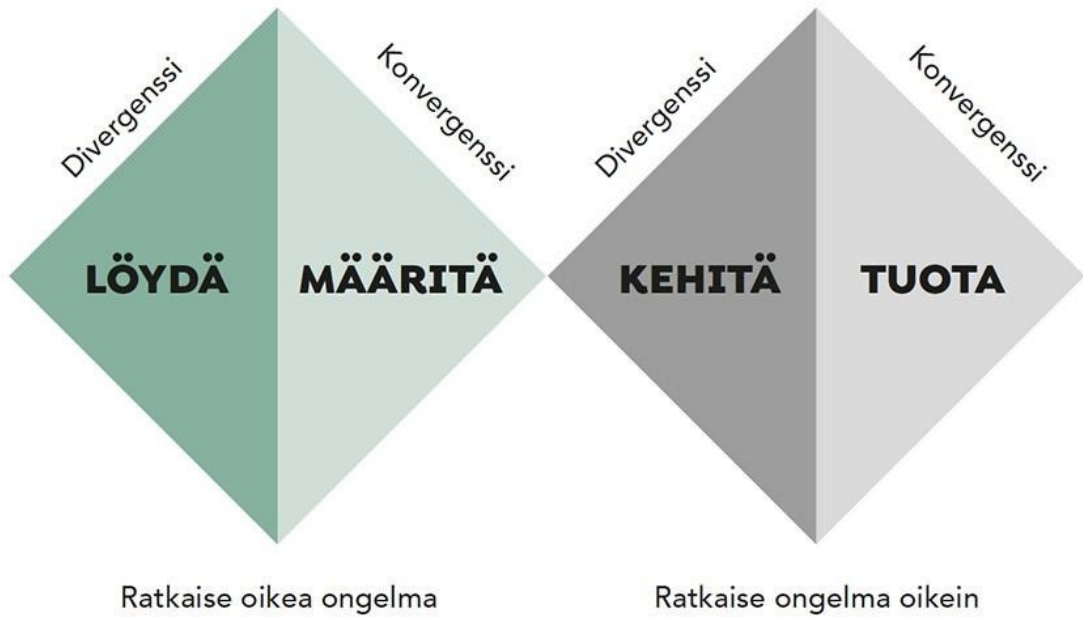 Divergenssi
Konvergenssi
LÖYDÄ
MÄÄRITÄ
Ratkaise oikea ongelma
Divergenssi
Konvergenssi
KEHITÄ
TUOTA
Ratkaise ongelma oikein